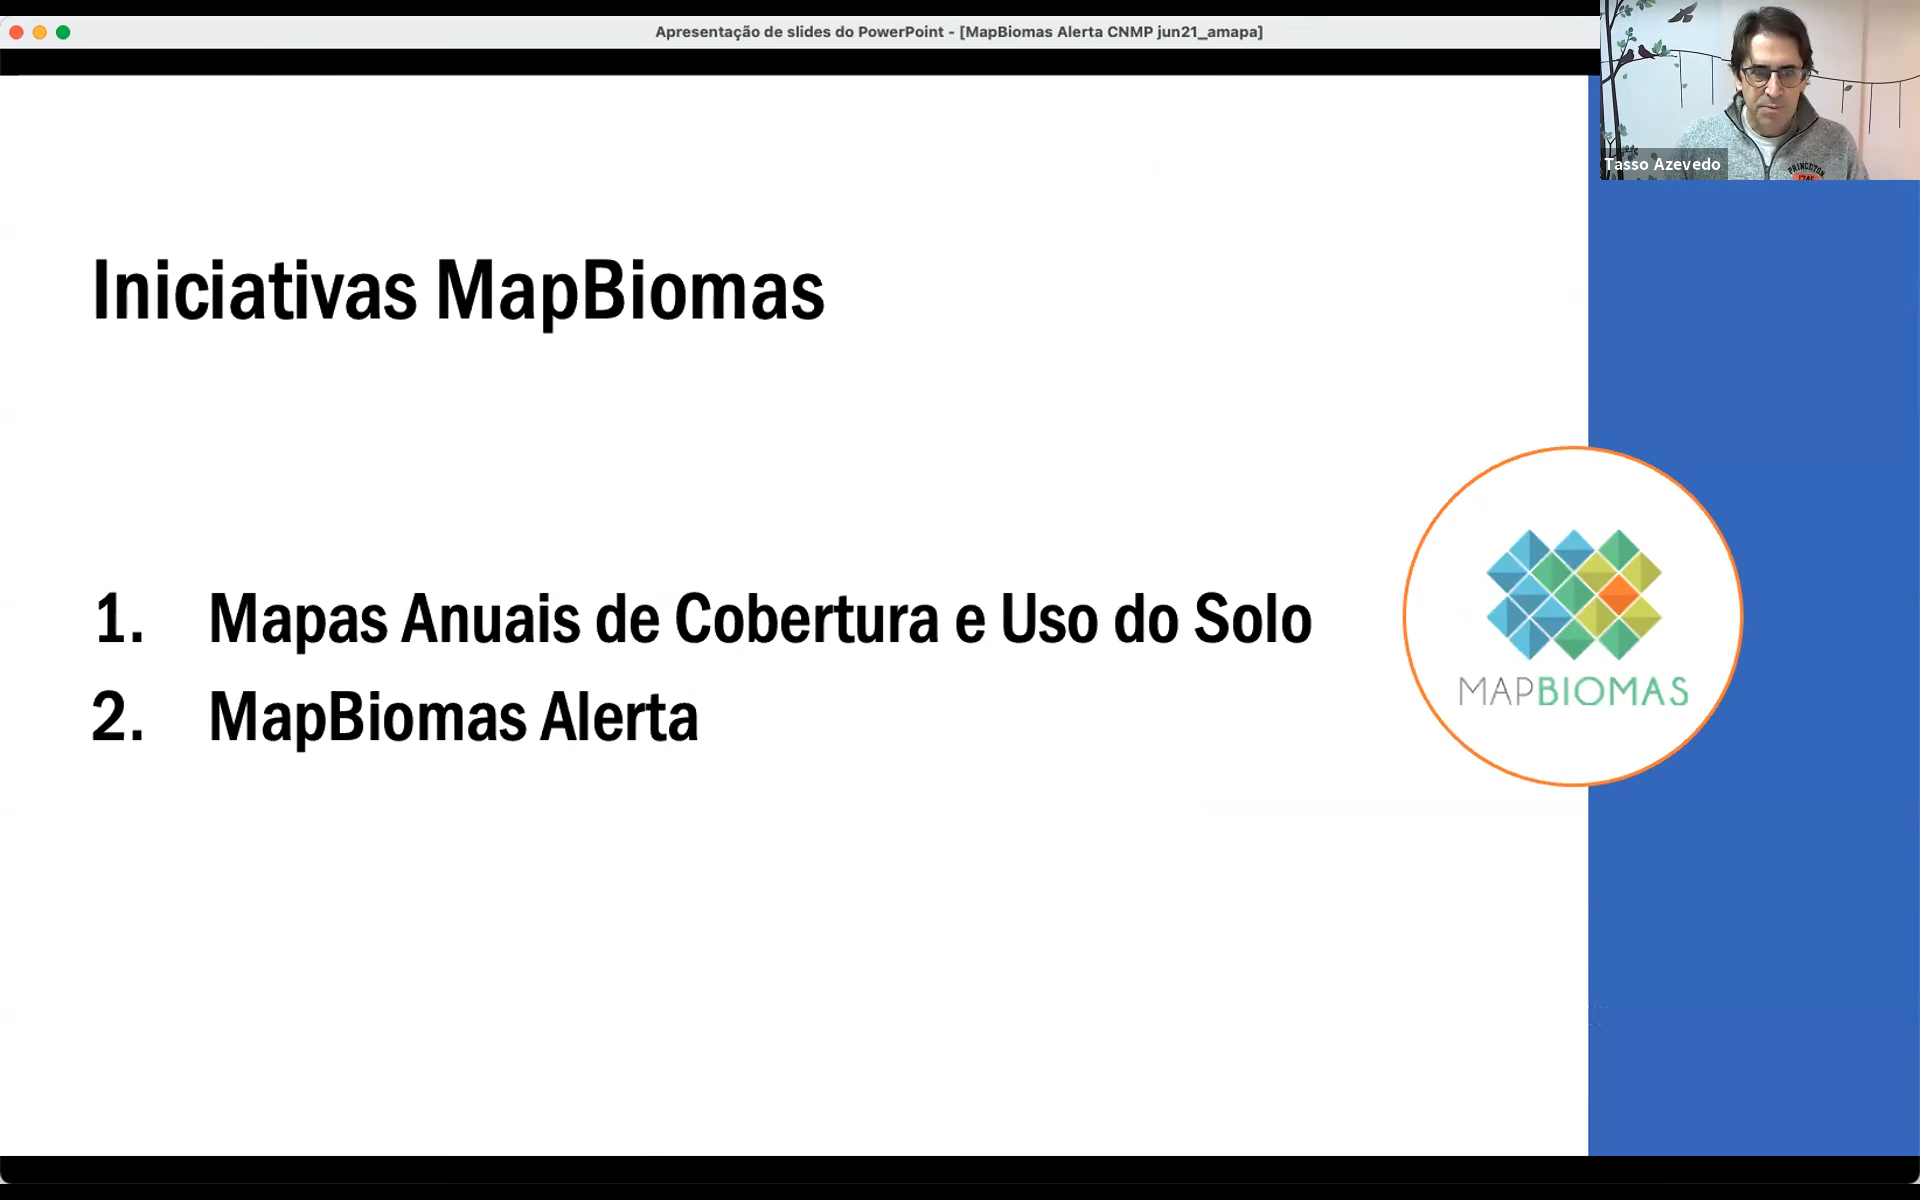 Apresentação de slides do PowerPoint - [MapBiomas Alerta CNMP jun21_amapa]
PRINCETON
Tasso Azevedo
Iniciativas MapBiomas
1. Mapas Anuais de Cobertura e Uso do Solo
2. MapBiomas Alerta
MAPBIOMAS